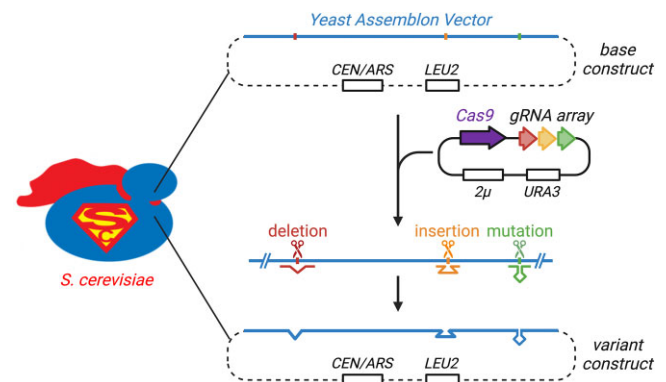 Yeast Assemblon Vector
CEN/ARS LEU2
base
construct
Cas9 gRNA array
2μ URA3
SC
S. cerevisiae
deletion insertion mutation
CEN/ARS LEU2
variant
construct